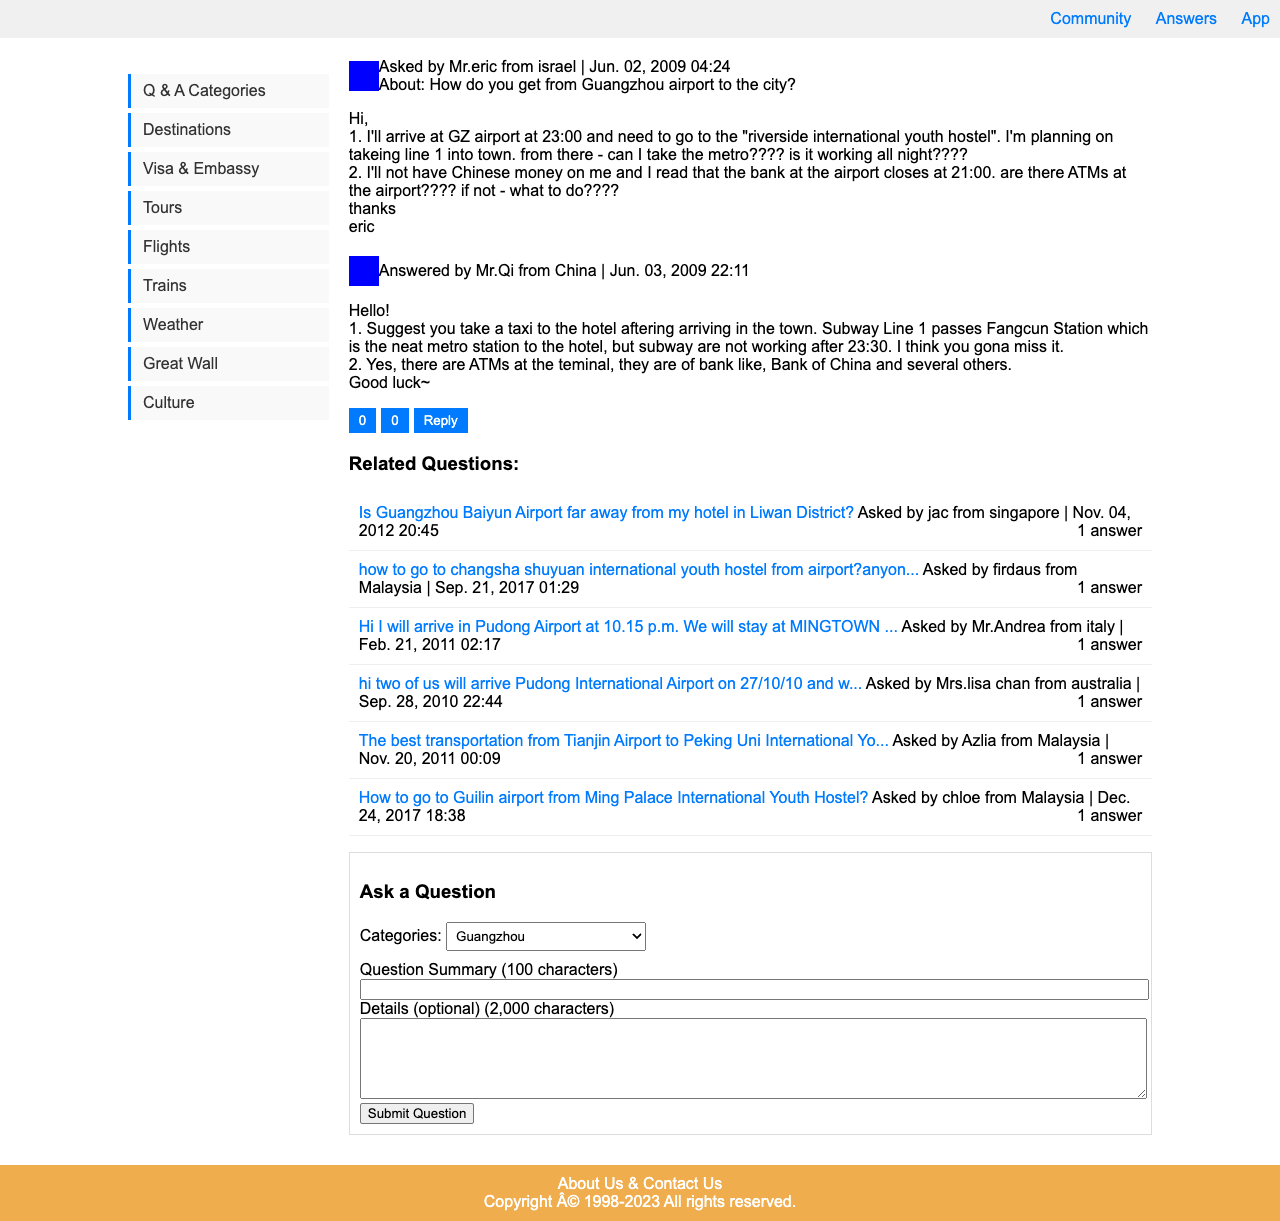 Community Answers App
Q & A Categories
Destinations
Visa & Embassy
Tours
Flights
Trains
Weather
Great Wall
Culture
Asked by Mr.eric from israel | Jun. 02, 2009 04:24
About: How do you get from Guangzhou airport to the city?
Hi,
1. I'll arrive at GZ airport at 23:00 and need to go to the "riverside international youth hostel". I'm planning on
takeing line 1 into town. from there - can I take the metro???? is it working all night????
2. I'll not have Chinese money on me and I read that the bank at the airport closes at 21:00. are there ATMs at
the airport???? if not - what to do????
thanks
eric
Answered by Mr.Qi from China | Jun. 03, 2009 22:11
Hello!
1. Suggest you take a taxi to the hotel aftering arriving in the town. Subway Line 1 passes Fangcun Station which
is the neat metro station to the hotel, but subway are not working after 23:30. I think you gona miss it.
2. Yes, there are ATMs at the teminal, they are of bank like, Bank of China and several others.
Good luck~
0 0 Reply
Related Questions:
Is Guangzhou Baiyun Airport far away from my hotel in Liwan District? Asked by jac from singapore | Nov. 04,
2012 20:45 1 answer
how to go to changsha shuyuan international youth hostel from airport?anyon... Asked by firdaus from
Malaysia | Sep. 21, 2017 01:29 1 answer
Hi I will arrive in Pudong Airport at 10.15 p.m. We will stay at MINGTOWN ... Asked by Mr.Andrea from italy |
Feb. 21, 2011 02:17 1 answer
hi two of us will arrive Pudong International Airport on 27/10/10 and w... Asked by Mrs.lisa chan from australia |
Sep. 28, 2010 22:44 1 answer
The best transportation from Tianjin Airport to Peking Uni International Yo... Asked by Azlia from Malaysia |
Nov. 20, 2011 00:09 1 answer
How to go to Guilin airport from Ming Palace International Youth Hostel? Asked by chloe from Malaysia | Dec.
24, 2017 18:38 1 answer
Ask a Question
Categories: Guangzhou
Question Summary (100 characters)
Details (optional) (2,000 characters)
Submit Question
About Us & Contact Us
Copyright Â© 1998-2023 All rights reserved.